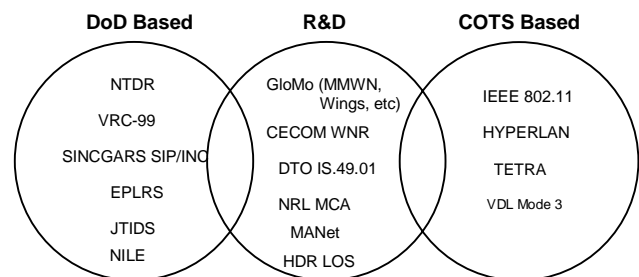 DoD Based
R&D
COTS Based
NTDR
VRC-99
SINCGARS SIP/INC
EPLRS
JTIDS
NILE
GloMo (MMWN,
Wings, etc)
CECOM WNR
DTO IS.49.01
NRL MCA
MANet
HDR LOS
IEEE 802.11
HYPERLAN
TETRA
VDL Mode 3